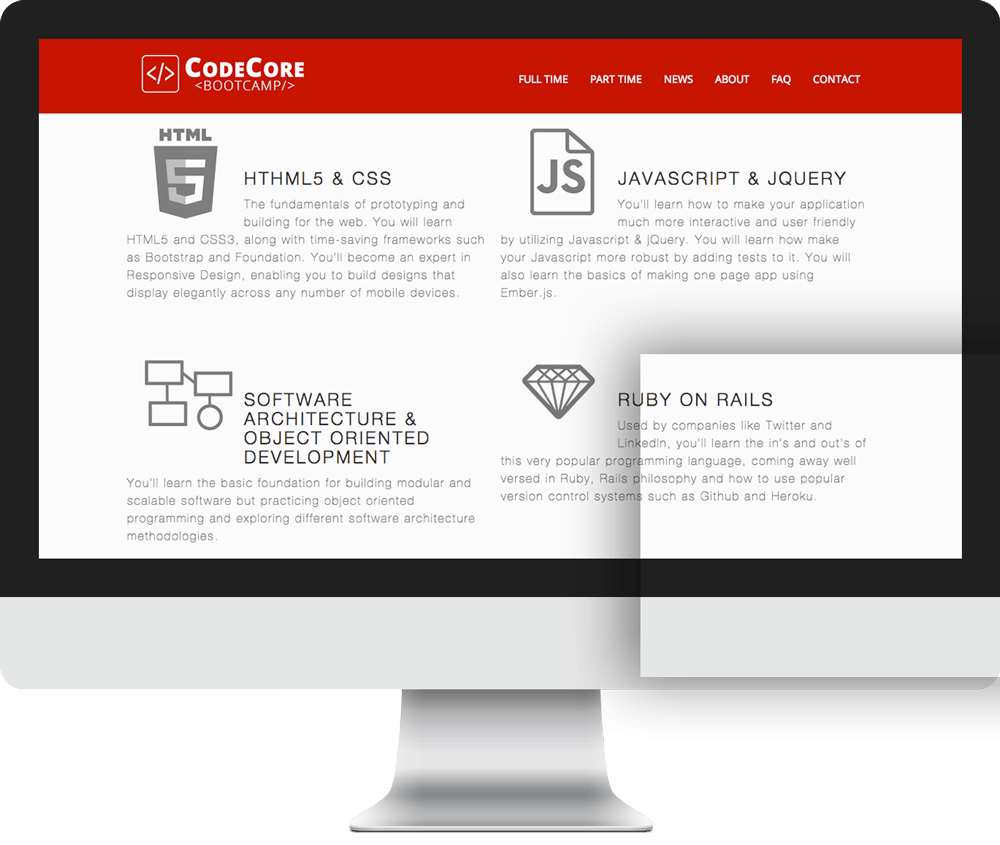 </>
CODECORE
<BOOTCAMP/>
FULL TIME PART TIME NEWS ABOUT FAQ CONTACT
HTML
5
HTHML5 & CSS
The fundamentals of prototyping and
building for the web. You will learn
HTML5 and CSS3, along with time-saving frameworks such
as Bootstrap and Foundation. You'll become an expert in
Responsive Design, enabling you to build designs that
display elegantly across any number of mobile devices.
JS
JAVASCRIPT & JQUERY
You'll learn how to make your application
much more interactive and user friendly
by utilizing Javascript & jQuery. You will learn how make
your Javascript more robust by adding tests to it. You will
also learn the basics of making one page app using
Ember.js.
SOFTWARE
ARCHITECTURE &
OBJECT ORIENTED
DEVELOPMENT
You'll learn the basic foundation for building modular and
scalable software but practicing object oriented
programming and exploring different software architecture
methodologies.
RUBY ON RAILS
Used by companies like Twitter and
LinkedIn, you'll learn the in's and out's of
this very popular programming language, coming away well
versed in Ruby, Rails philosophy and how to use popular
version control systems such as Github and Heroku.